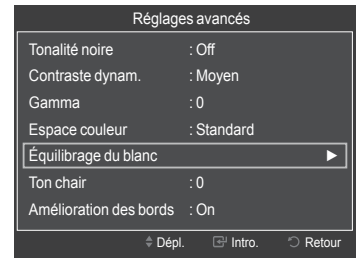 Réglages avancés
Tonalité noire : Off
Contraste dynam. : Moyen
Gamma : 0
Espace couleur : Standard
Équilibrage du blanc ►
Ton chair : 0
Amélioration des bords : On
Dépl. Intro. Retour